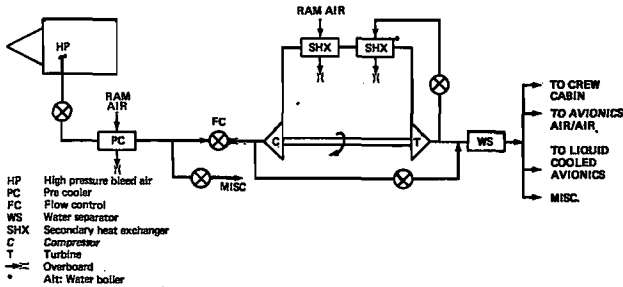 RAM AIR
HP
SHX
SHX
*
RAM
AIR
FC
PC
C
T
WS
MISC
TO CREW
CABIN
TO AVIONICS
AIR/AIR
TO LIQUID
COOLED
AVIONICS
MISC.
HP High pressure bleed air
PC Pre cooler
FC Flow control
WS Water separator
SHX Secondary heat exchanger
C Compressor
T Turbine
Overboard
* Alt: Water boiler